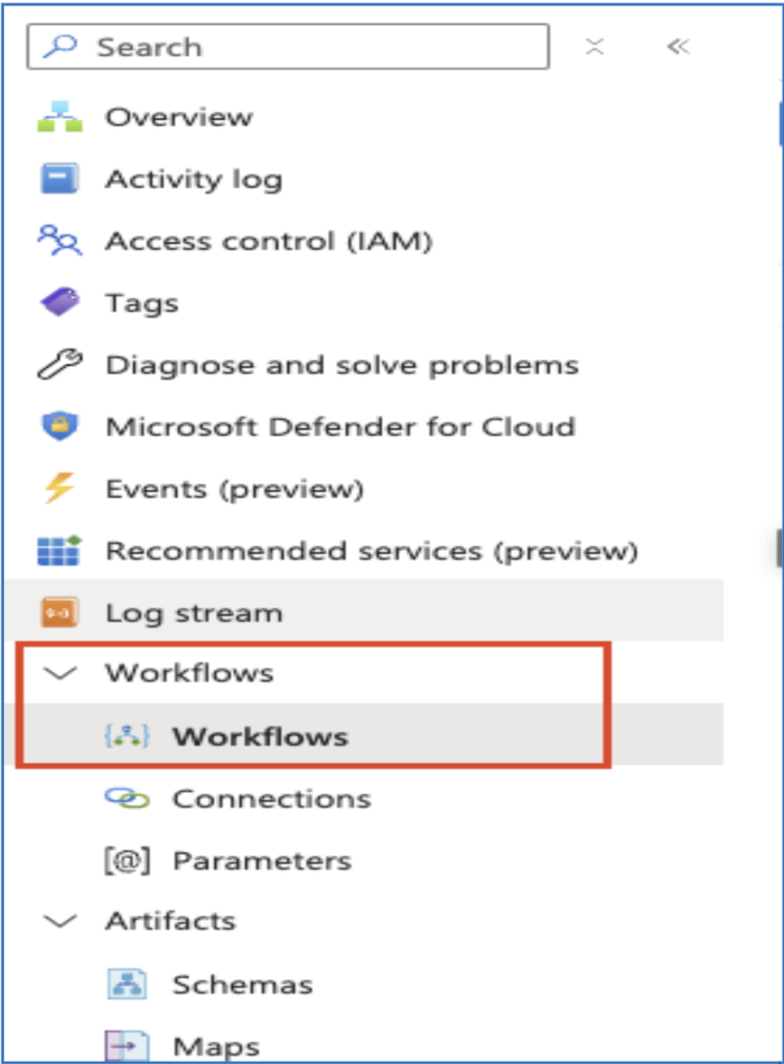 Search
Overview
Activity log
Access control (IAM)
Tags
Diagnose and solve problems
Microsoft Defender for Cloud
Events (preview)
Recommended services (preview)
Log stream
Workflows
Workflows
Connections
[@] Parameters
Artifacts
Schemas
Maps